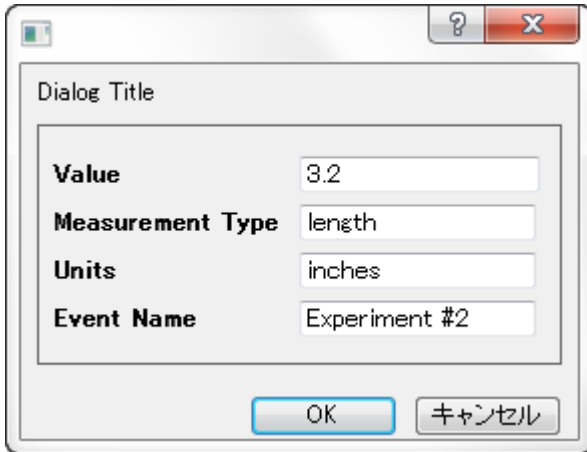 Dialog Title
Value 3.2
Measurement Type length
Units inches
Event Name Experiment #2
OK キャンセル